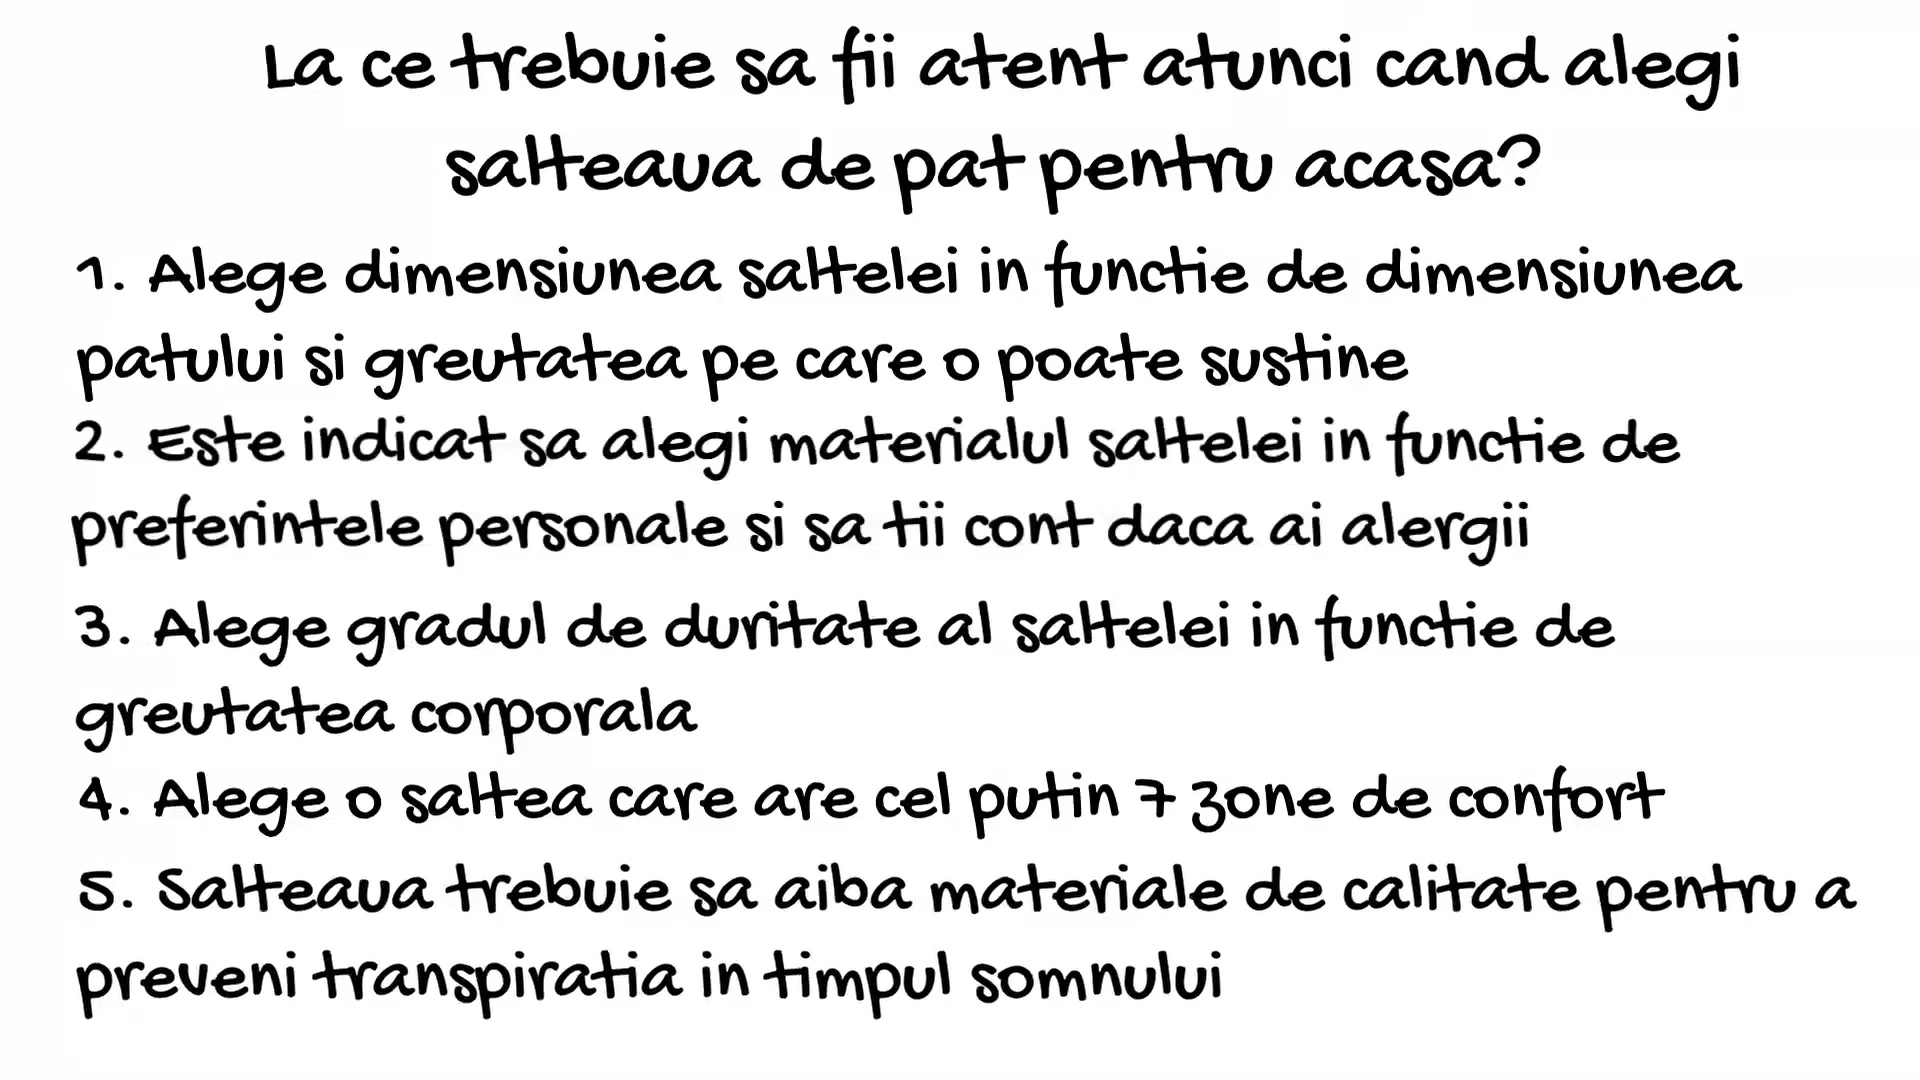 La ce trebuie sa fii atent atunci cand alegi
salteaua de pat pentru acasa?
1. Alege dimensiunea saltelei in functie de dimensiunea
patului si greutatea pe care o poate sustine
2. Este indicat sa alegi materialul saltelei in functie de
preferintele personale si sa tii cont daca ai alergii
3. Alege gradul de duritate al saltelei in functie de
greutatea corporala
4. Alege o saltea care are cel putin 7 zone de confort
5. Salteaua trebuie sa aiba materiale de calitate pentru a
preveni transpiratia in timpul somnului